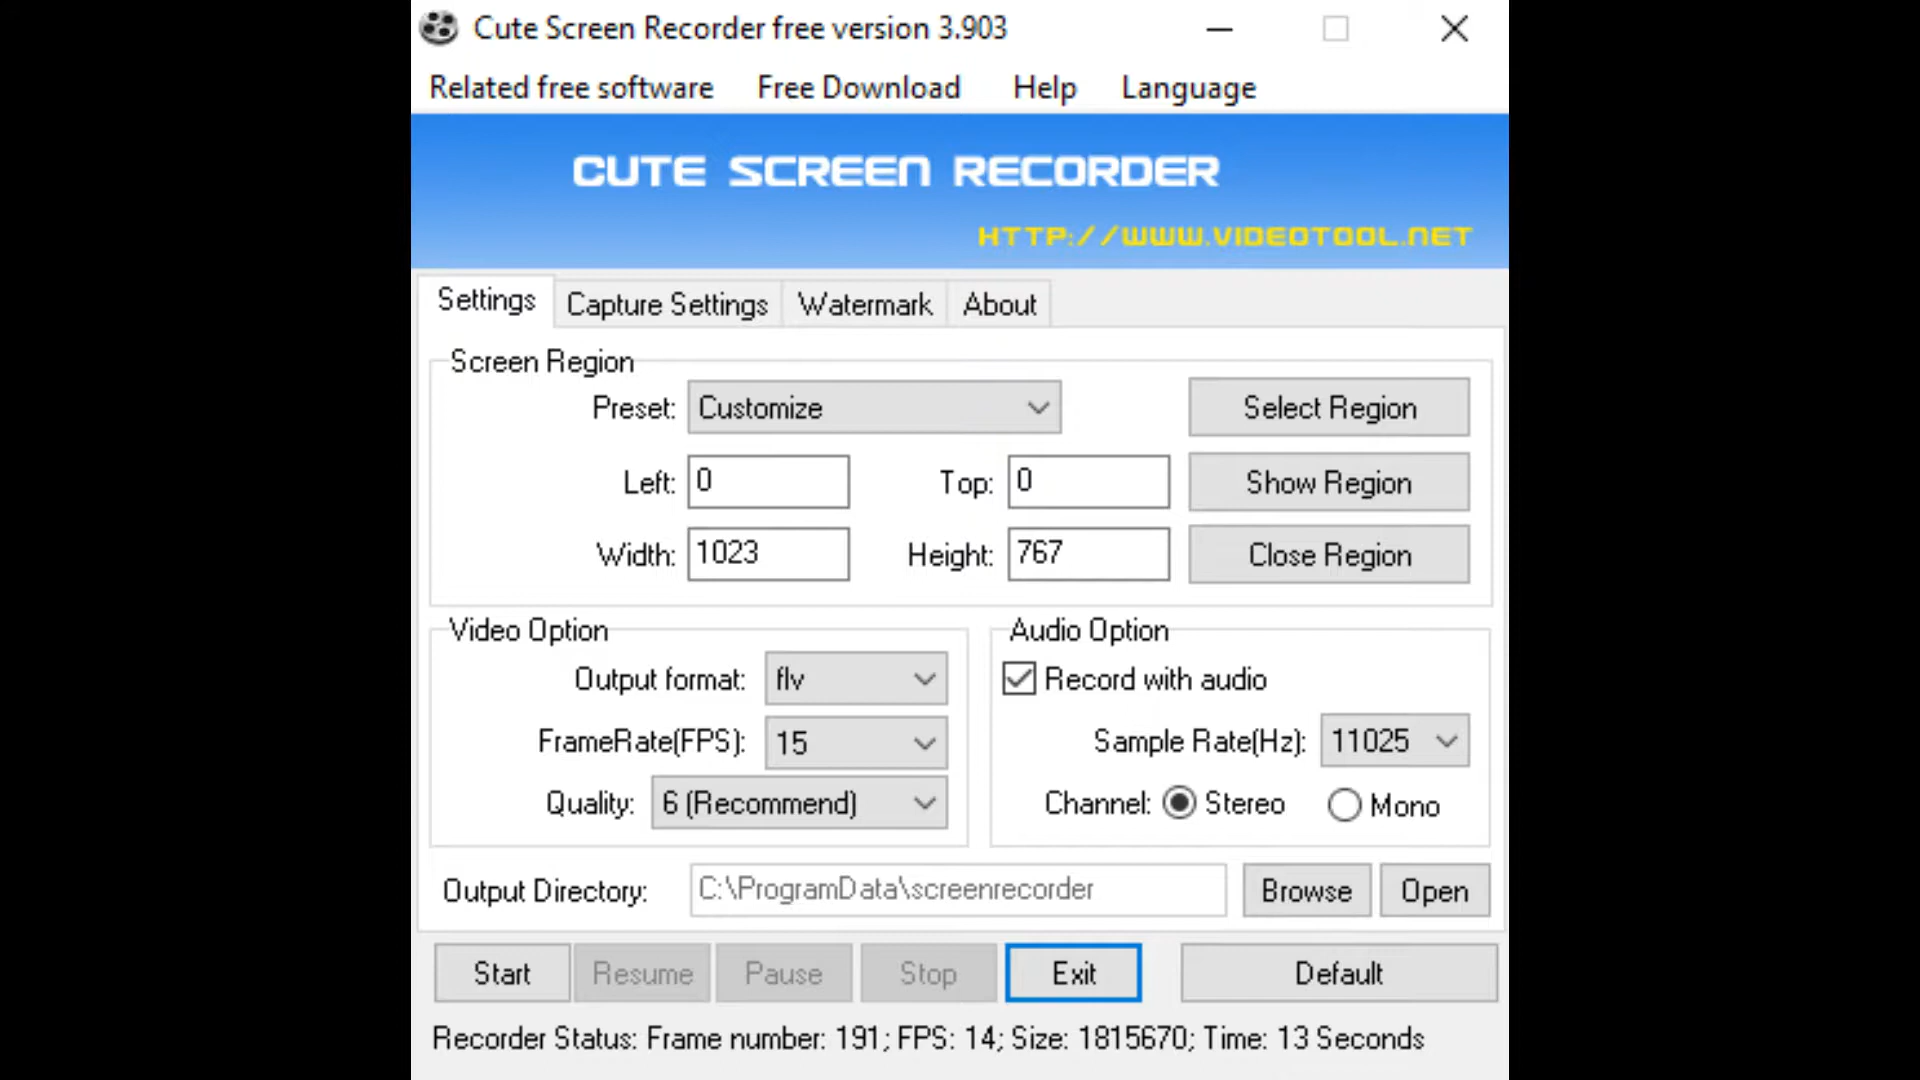 Cute Screen Recorder free version 3.903
Related free software Free Download Help Language
CUTE SCREEN RECORDER
HTTP://WWW.VIDEOTOOL.NET
Settings Capture Settings Watermark About
Screen Region
Preset: Customize Select Region
Left: 0 Top: 0 Show Region
Width: 1023 Height: 767 Close Region
Video Option Audio Option
Output format: flv Record with audio
FrameRate(FPS): 15 Sample Rate(Hz): 11025
Quality: 6 (Recommend) Channel: Stereo Mono
Output Directory: C:\ProgramData\screenrecorder Browse Open
Start Resume Pause Stop Exit Default
Recorder Status: Frame number: 191; FPS: 14; Size: 1815670; Time: 13 Seconds